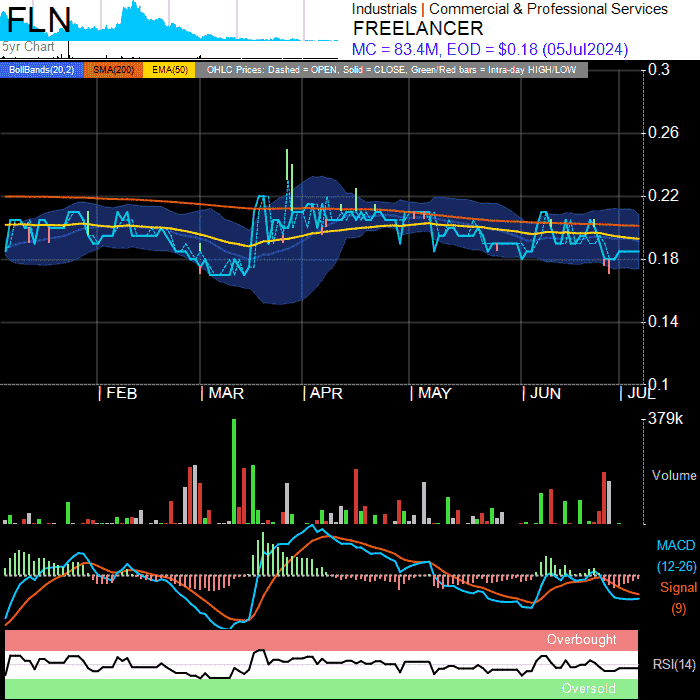 FLN
5yr Chart
Industrials | Commercial & Professional Services
FREELANCER
MC = 83.4M, EOD = $0.18 (05Jul2024)
BollBands(20,2) SMA(200) EMA(50) OHLC Prices: Dashed = OPEN, Solid = CLOSE, Green/Red bars = Intra-day HIGH/LOW
0.3
0.26
0.22
0.18
0.14
0.1
| FEB | MAR | APR | MAY | JUN | JUL
379k
Volume
MACD
(12-26)
Signal
(9)
Overbought
RSI(14)
Oversold